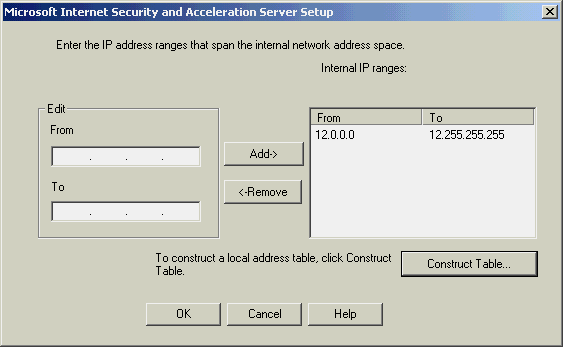 Microsoft Internet Security and Acceleration Server Setup
Enter the IP address ranges that span the internal network address space.
Internal IP ranges:
Edit
From
. . .
To
. . .
Add->
<-Remove
From To
12.0.0.0 12.255.255.255
To construct a local address table, click Construct
Table.
Construct Table...
OK Cancel Help